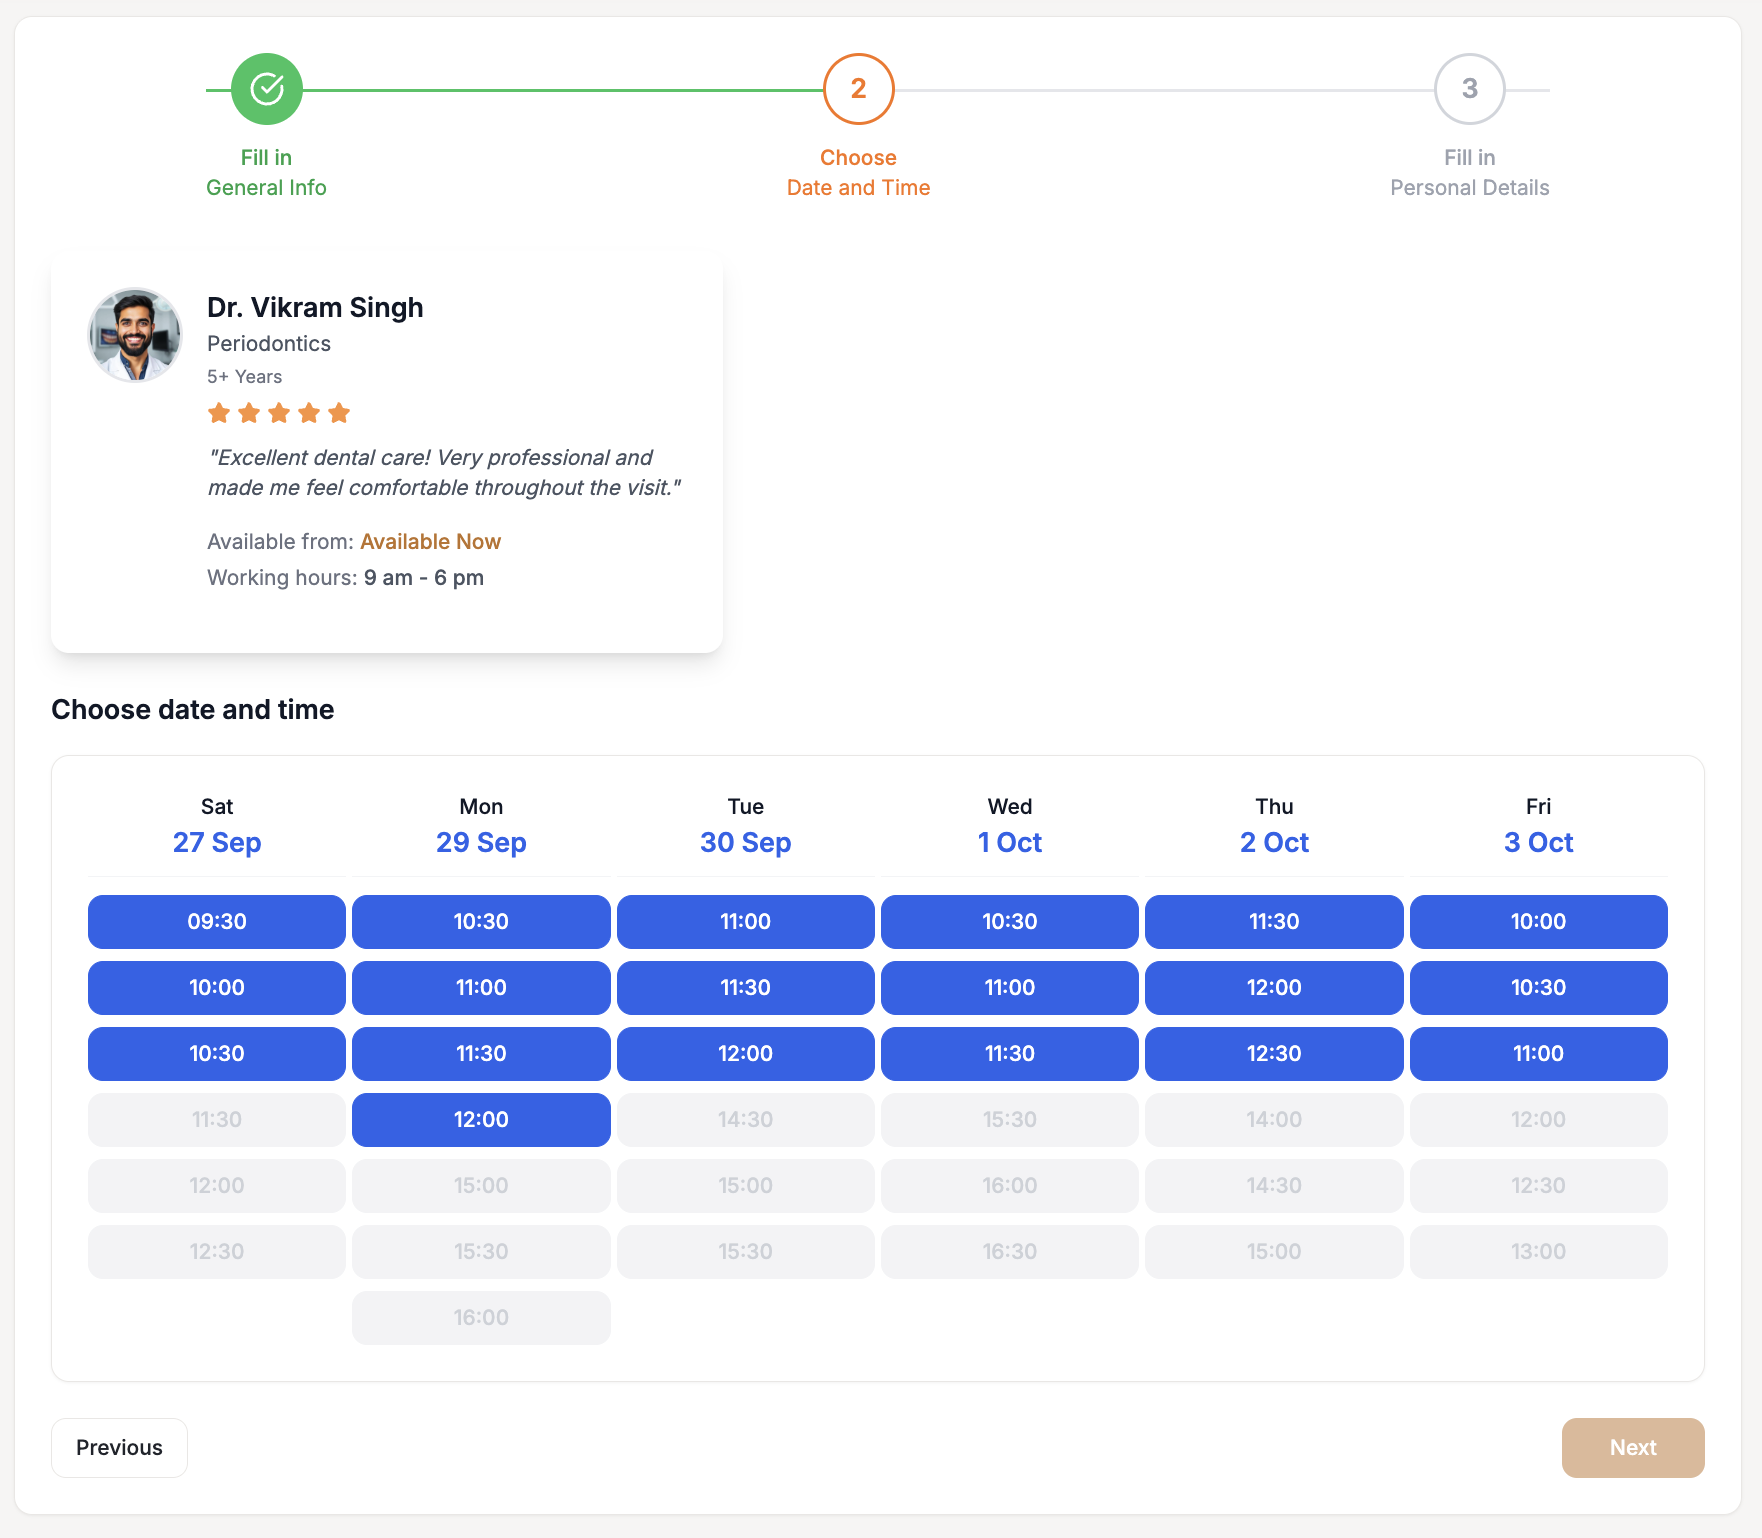 2
3
Fill in
General Info
Choose
Date and Time
Fill in
Personal Details
Dr. Vikram Singh
Periodontics
5+ Years
"Excellent dental care! Very professional and
made me feel comfortable throughout the visit."
Available from: Available Now
Working hours: 9 am - 6 pm
Choose date and time
Sat Mon Tue Wed Thu Fri
27 Sep 29 Sep 30 Sep 1 Oct 2 Oct 3 Oct
09:30 10:30 11:00 10:30 11:30 10:00
10:00 11:00 11:30 11:00 12:00 10:30
10:30 11:30 12:00 11:30 12:30 11:00
11:30 12:00 14:30 15:30 14:00 12:00
12:00 15:00 15:00 16:00 14:30 12:30
12:30 15:30 15:30 16:30 15:00 13:00
16:00
Previous
Next